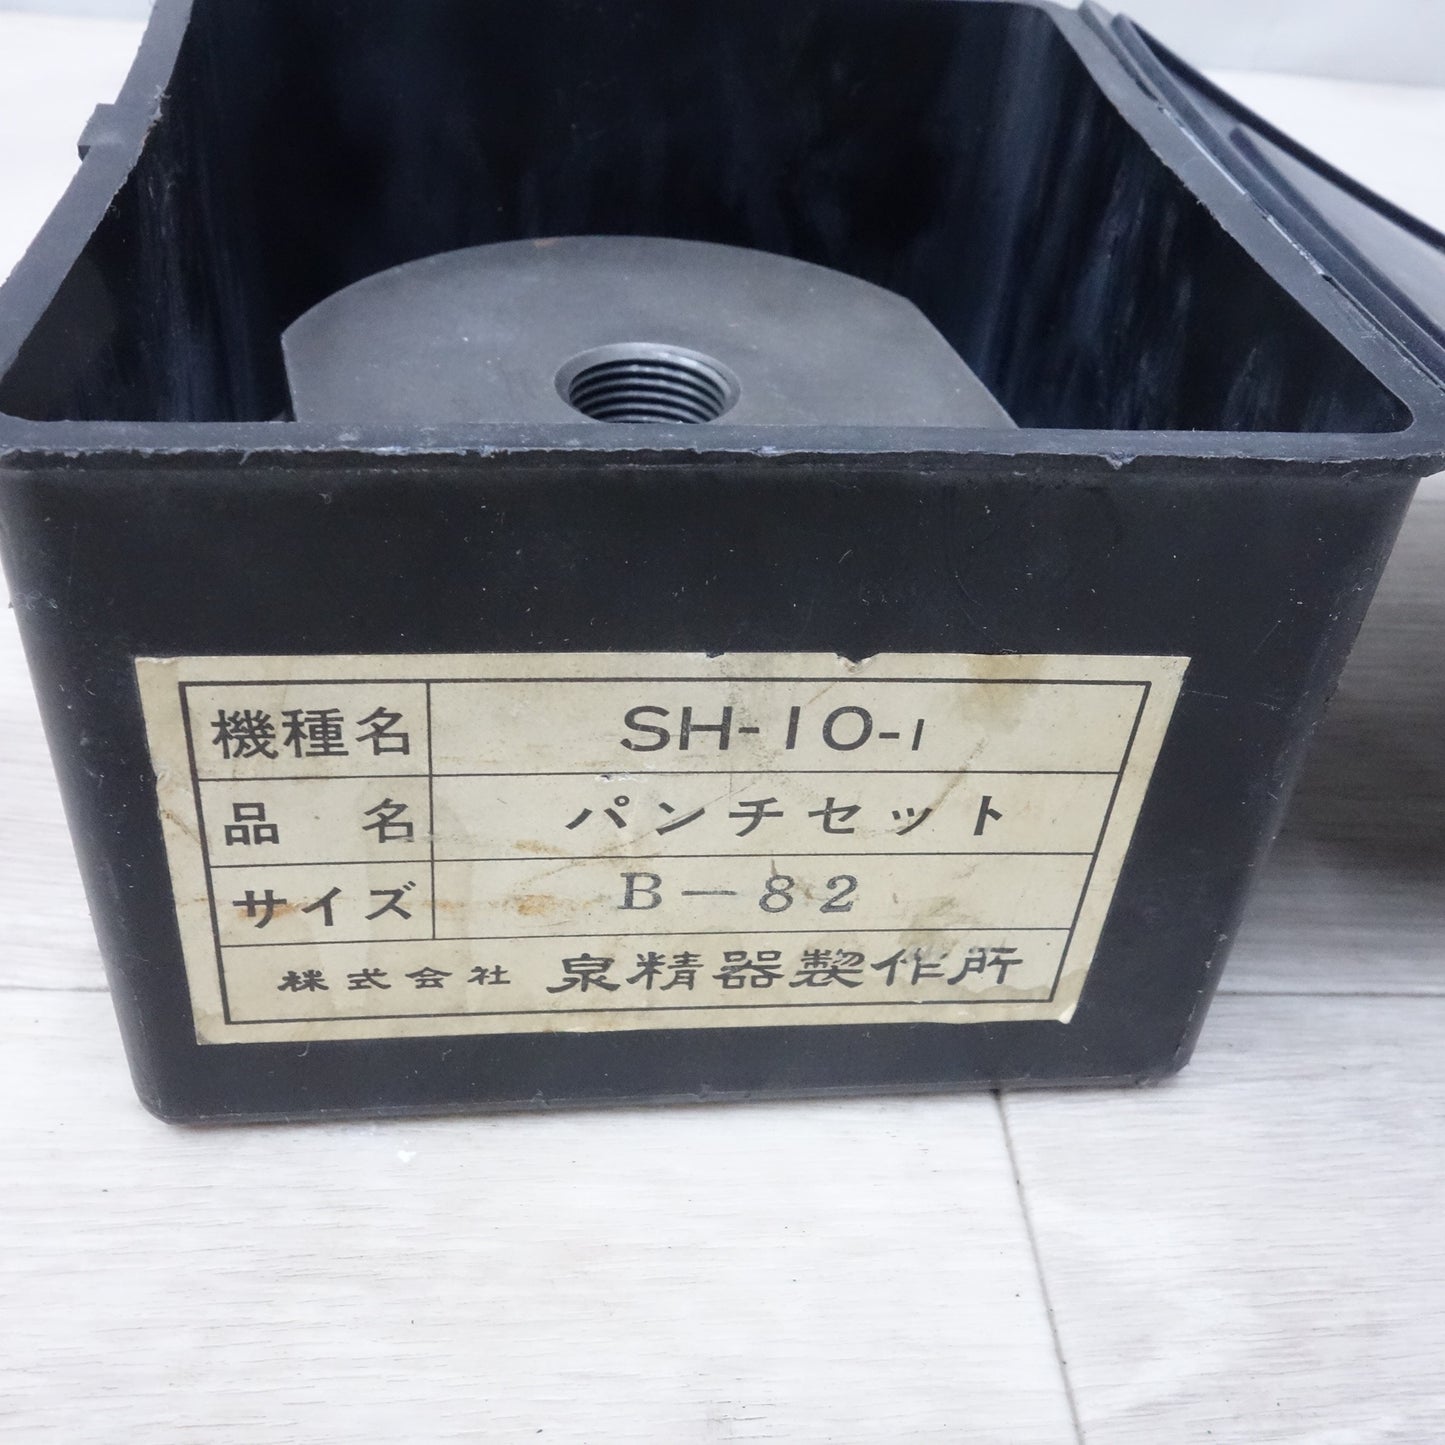 機種名 SH-10-1
品名 パンチセット
サイズ B-82
株式会社 泉精器製作所